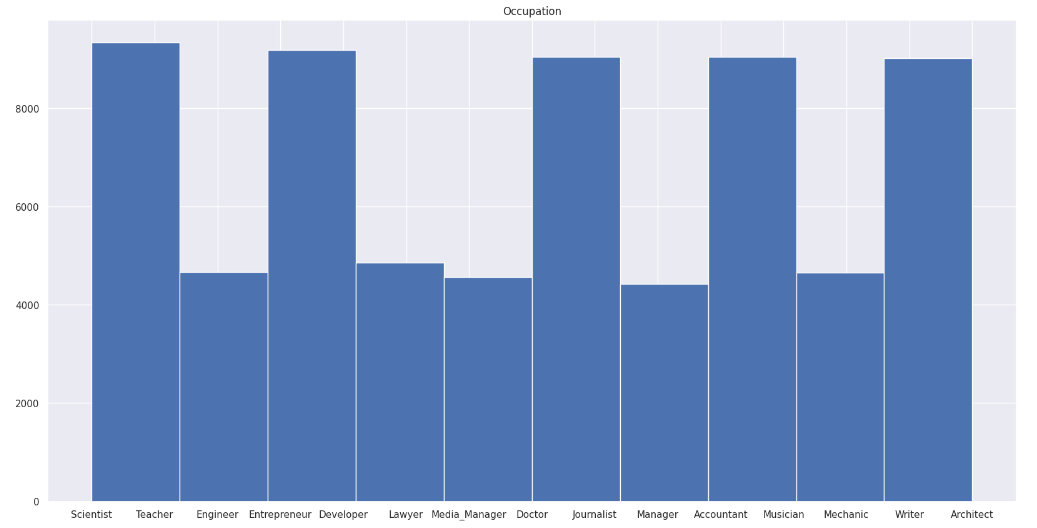 Occupation
8000
6000
4000
2000
0
Scientist Teacher Engineer Entrepreneur Developer Lawyer Media_Manager Doctor Journalist Manager Accountant Musician Mechanic Writer Architect